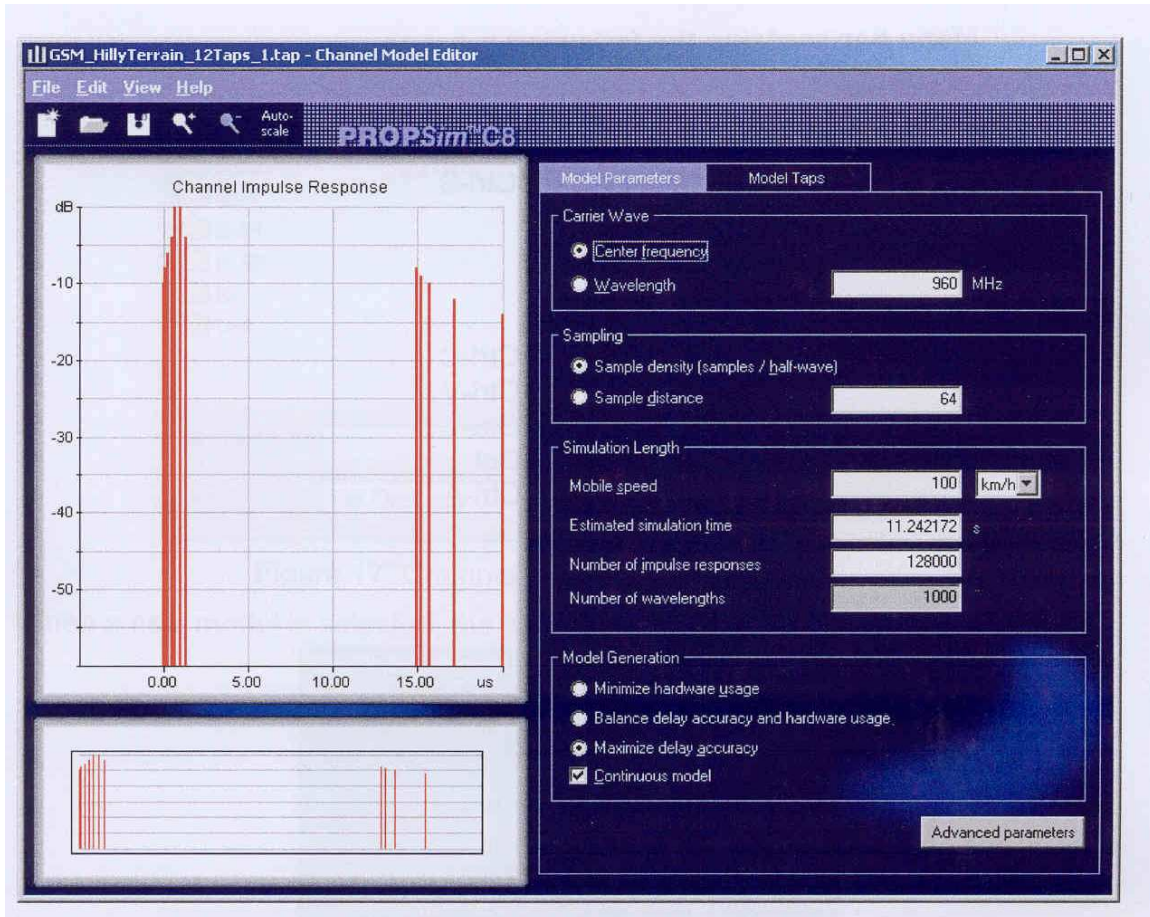 GSM_HillyTerrain_12Taps_1.tap - Channel Model Editor
File Edit View Help
Auto-
scale
PROPSim™C8
Channel Impulse Response
dB
-10
-20
-30
-40
-50
0.00 5.00 10.00 15.00 us
Model Parameters Model Taps
Carrier Wave
Center frequency
Wavelength 960 MHz
Sampling
Sample density (samples / half-wave)
Sample distance 64
Simulation Length
Mobile speed 100 km/h
Estimated simulation time 11.242172 s
Number of impulse responses 128000
Number of wavelengths 1000
Model Generation
Minimize hardware usage
Balance delay accuracy and hardware usage
Maximize delay accuracy
Continuous model
Advanced parameters